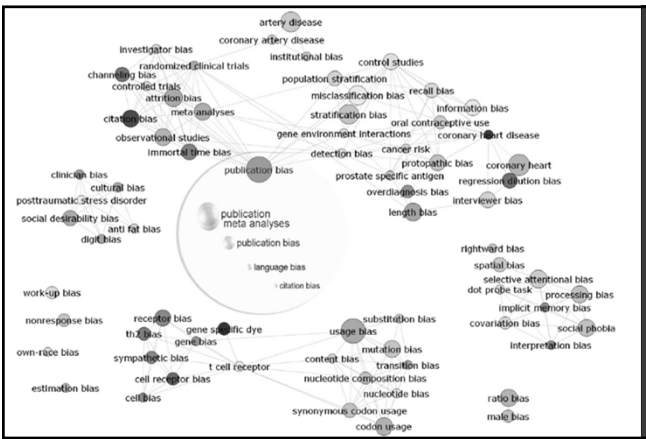 artery disease
coronary artery disease
investigator bias
institutional bias
control studies
randomized clinical trials
channeling bias
population stratification
controlled trials
recall bias
attrition bias
misclassification bias
information bias
meta analyses
stratification bias
citation bias
oral contraceptive use
gene environment interactions
coronary heart disease
observational studies
cancer risk
immortal time bias
detection bias
protopathic bias
coronary heart
publication bias
prostate specific antigen
clinician bias
regression dilution bias
cultural bias
overdiagnosis bias
posttraumatic stress disorder
interviewer bias
length bias
social desirability bias
publication
meta analyses
anti fat bias
digit bias
publication bias
rightward bias
language bias
spatial bias
selective attentional bias
citation bias
dot probe task
work-up bias
processing bias
implicit memory bias
receptor bias
substitution bias
nonresponse bias
covariation bias
social phobia
gene specific dye
usage bias
th2 bias
gene bias
interpretation bias
own-race bias
mutation bias
sympathetic bias
content bias
t cell receptor
transition bias
cell receptor bias
nucleotide composition bias
estimation bias
nucleotide bias
cell bias
ratio bias
synonymous codon usage
male bias
codon usage